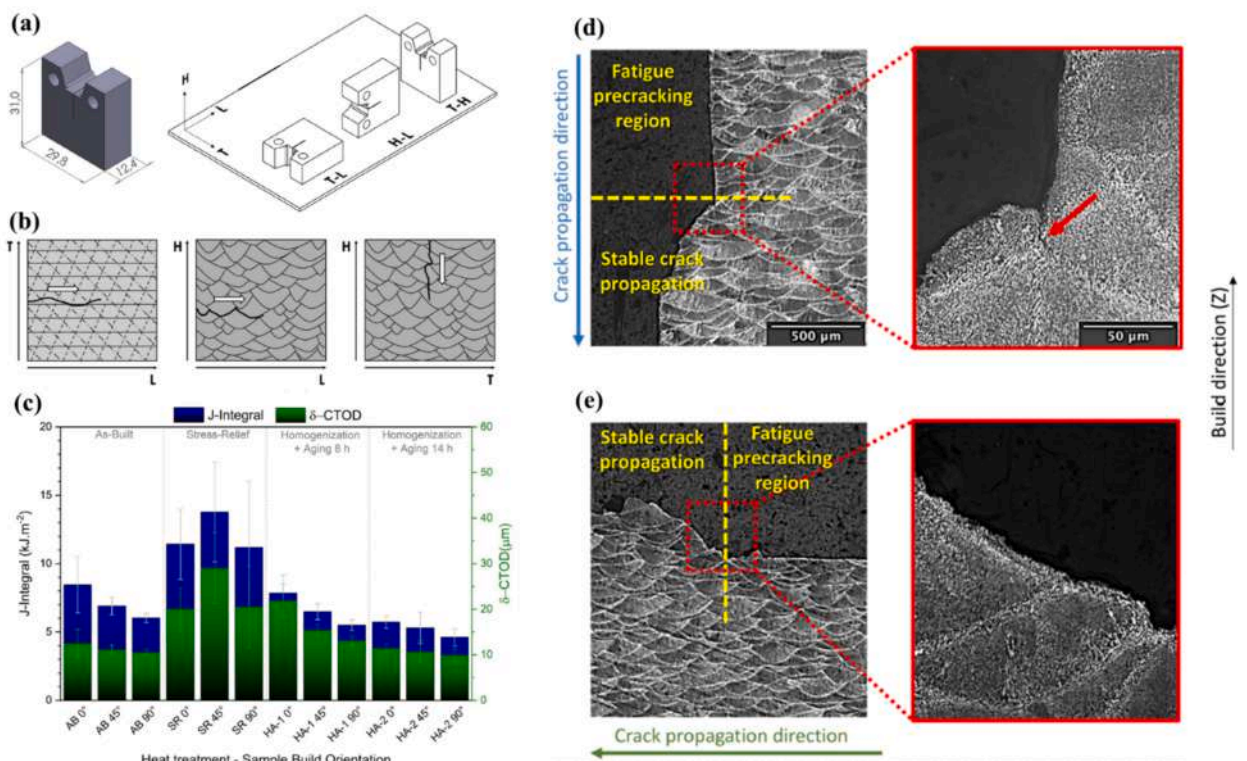 (a)
31,0
29,8
12,4
H
L
T
T-L
H-L
T-H
(b)
T
L
H
L
H
T
(c)
J-Integral
δ-CTOD
As-Built
Stress-Relief
Homogenization
+ Aging 8 h
Homogenization
+ Aging 14 h
J-Integral (kJ.m⁻²)
20
15
10
5
0
δ-CTOD(μm)
60
50
40
30
20
10
0
AB 0°
AB 45°
AB 90°
SR 0°
SR 45°
SR 90°
HA-1 0°
HA-1 45°
HA-1 90°
HA-2 0°
HA-2 45°
HA-2 90°
Heat treatment - Sample Build Orientation
(d)
Crack propagation direction
Fatigue
precracking
region
Stable crack
propagation
500 μm
50 μm
Build direction (Z)
(e)
Stable crack
propagation
Fatigue
precracking
region
Crack propagation direction